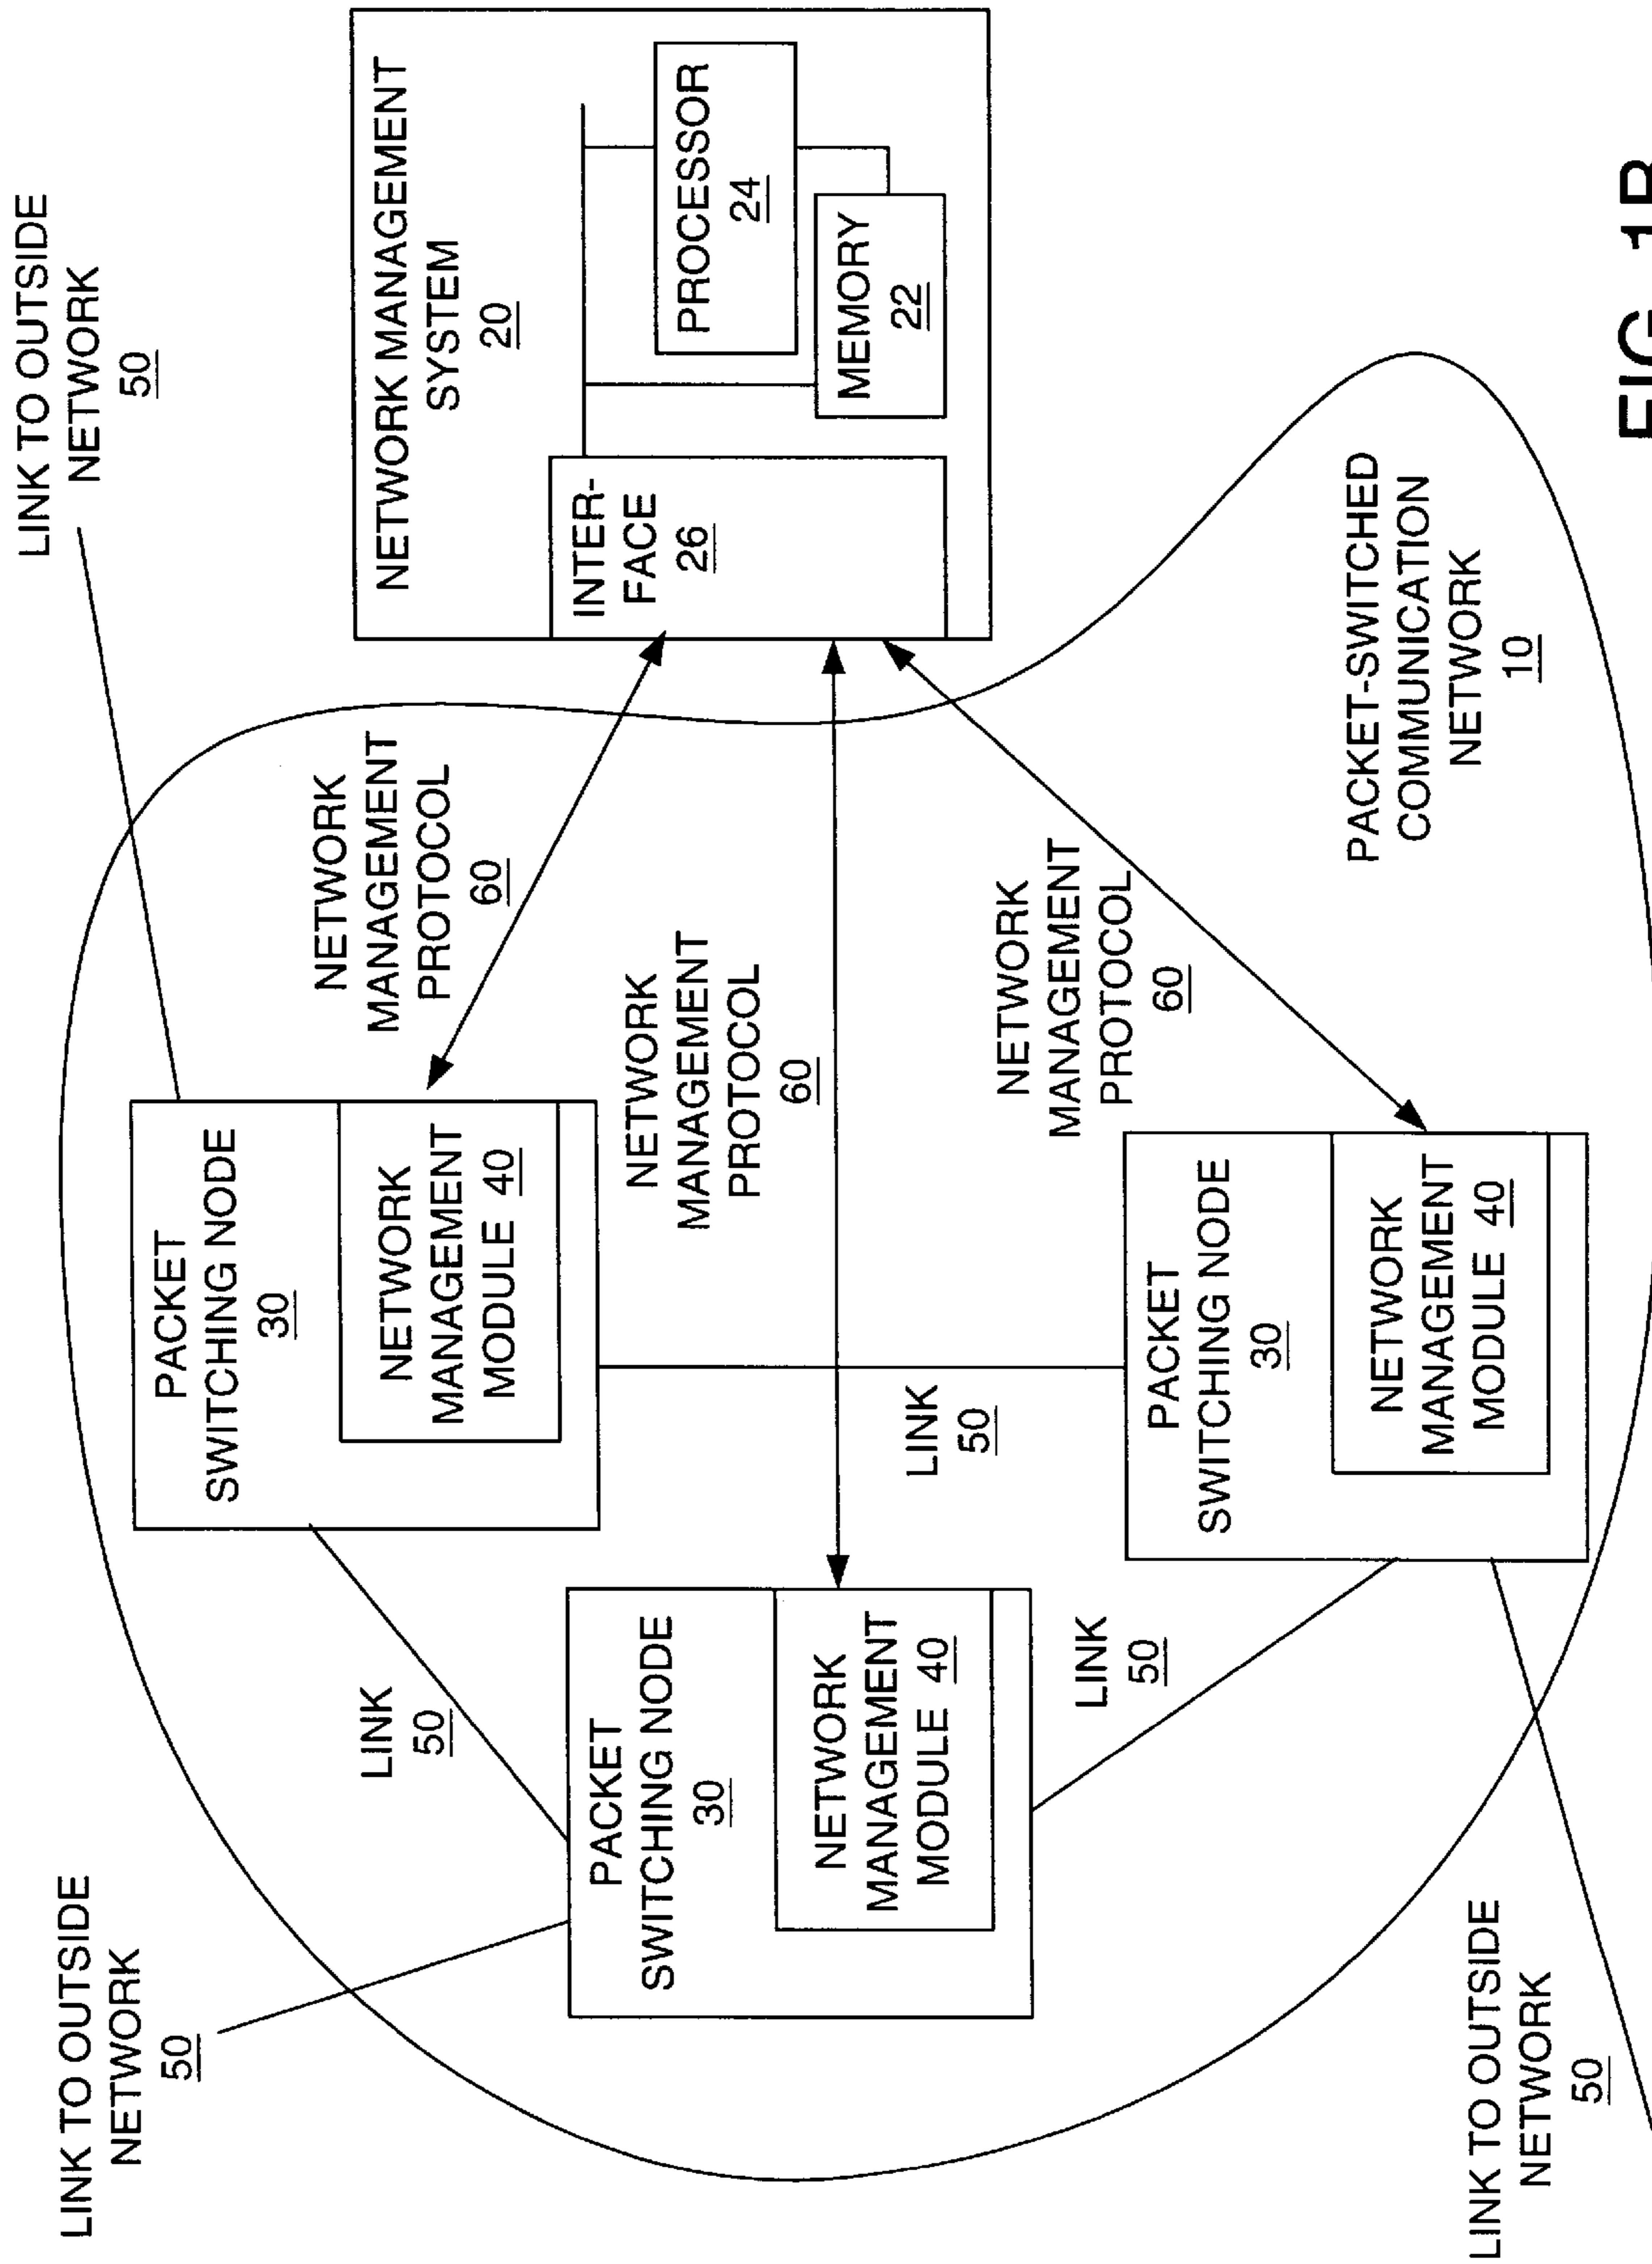 LINK TO OUTSIDE
NETWORK
50
LINK TO OUTSIDE
NETWORK
50
PACKET
SWITCHING NODE
30
NETWORK
MANAGEMENT
MODULE 40
NETWORK
MANAGEMENT
PROTOCOL
60
NETWORK MANAGEMENT
SYSTEM
20
INTER-
FACE
26
PROCESSOR
24
MEMORY
22
LINK
50
PACKET
SWITCHING NODE
30
NETWORK
MANAGEMENT
MODULE 40
NETWORK
MANAGEMENT
PROTOCOL
60
LINK
50
NETWORK
MANAGEMENT
PROTOCOL
60
LINK
50
PACKET
SWITCHING NODE
30
NETWORK
MANAGEMENT
MODULE 40
PACKET-SWITCHED
COMMUNICATION
NETWORK
10
LINK TO OUTSIDE
NETWORK
50
FIG. 1B